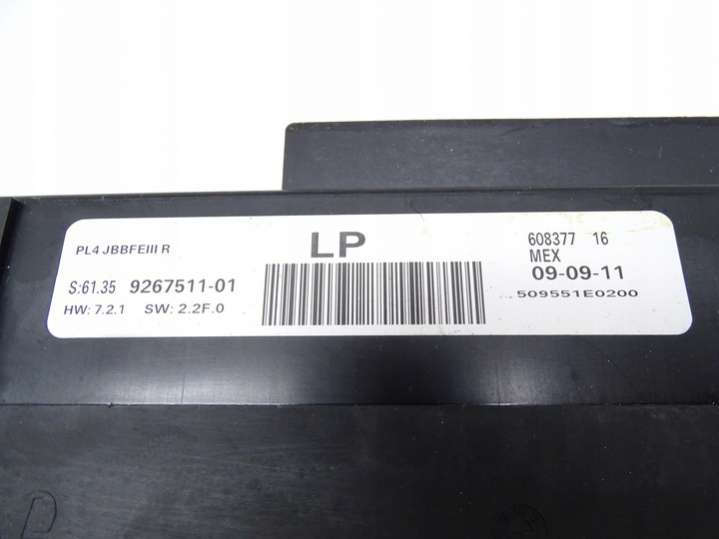 PL4 JBBFEIII R
LP
608377 16
MEX
S:61.35 9267511-01
09-09-11
HW: 7.2.1 SW: 2.2F.0
509551E0200
D